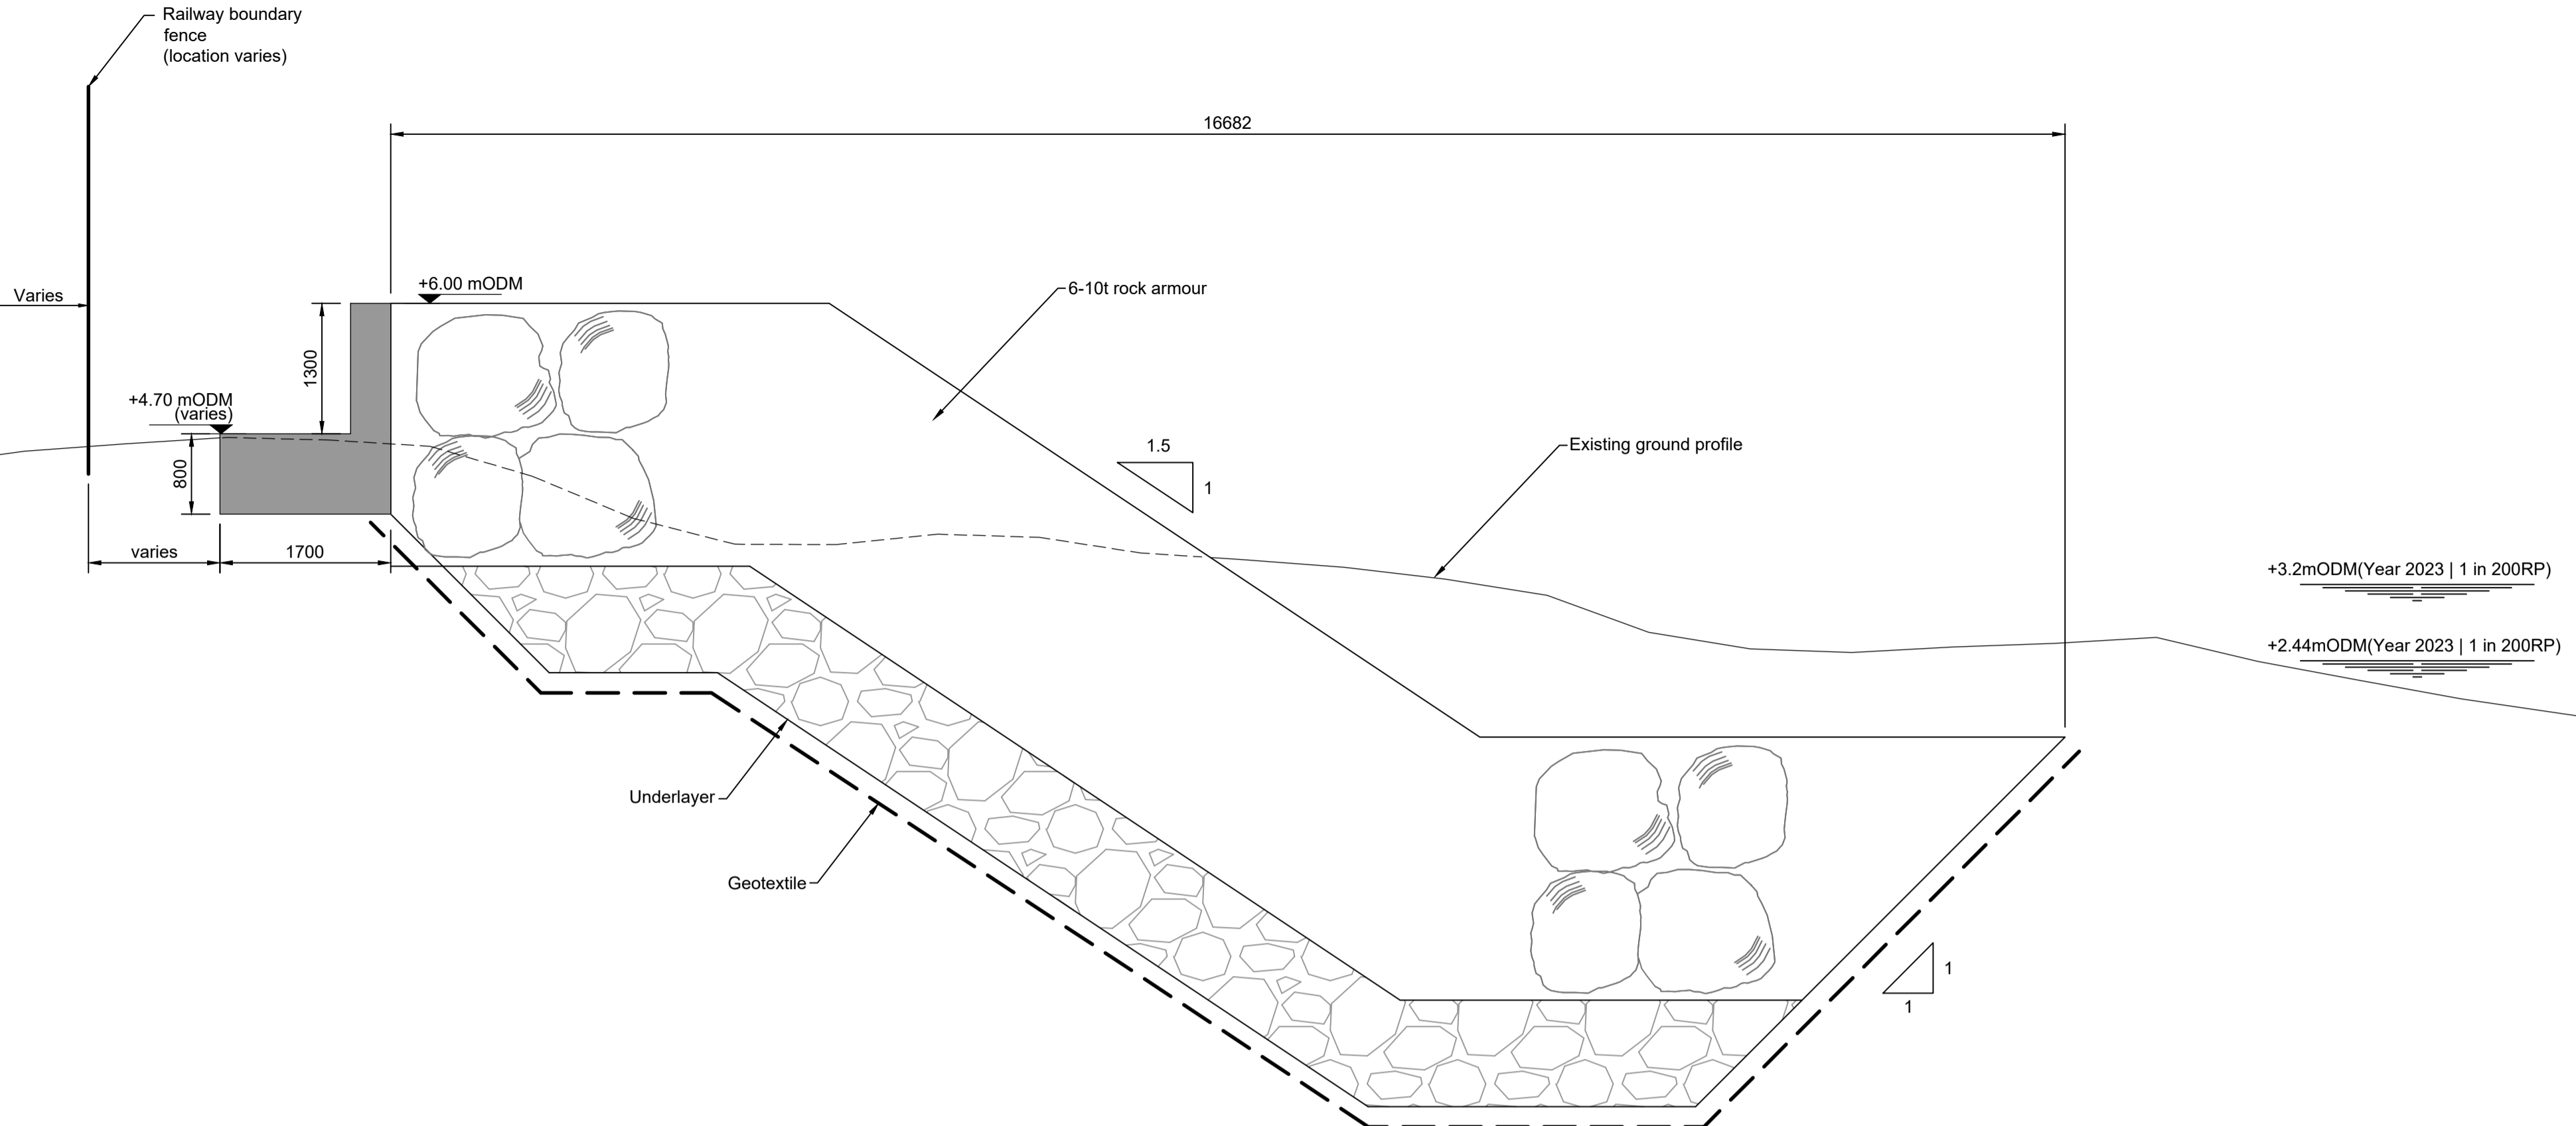 Railway boundary
fence
(location varies)
16682
+6.00 mODM
6-10t rock armour
Varies
1300
+4.70 mODM
(varies)
1.5
1
Existing ground profile
800
varies
1700
+3.2mODM(Year 2023 | 1 in 200RP)
+2.44mODM(Year 2023 | 1 in 200RP)
Underlayer
Geotextile
1
1